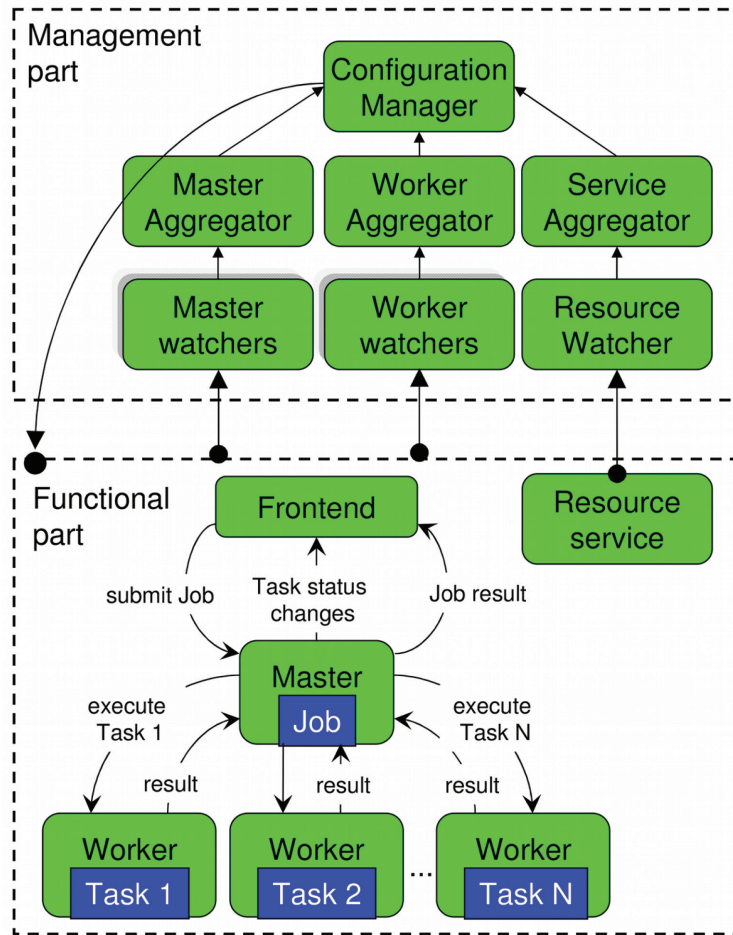 Management
part
Configuration
Manager
Master
Aggregator
Worker
Aggregator
Service
Aggregator
Master
watchers
Worker
watchers
Resource
Watcher
Functional
part
Frontend
Resource
service
submit Job
Task status
changes
Job result
Master
Job
execute
Task 1
execute
Task N
result
result
result
Worker
Task 1
Worker
Task 2
...
Worker
Task N